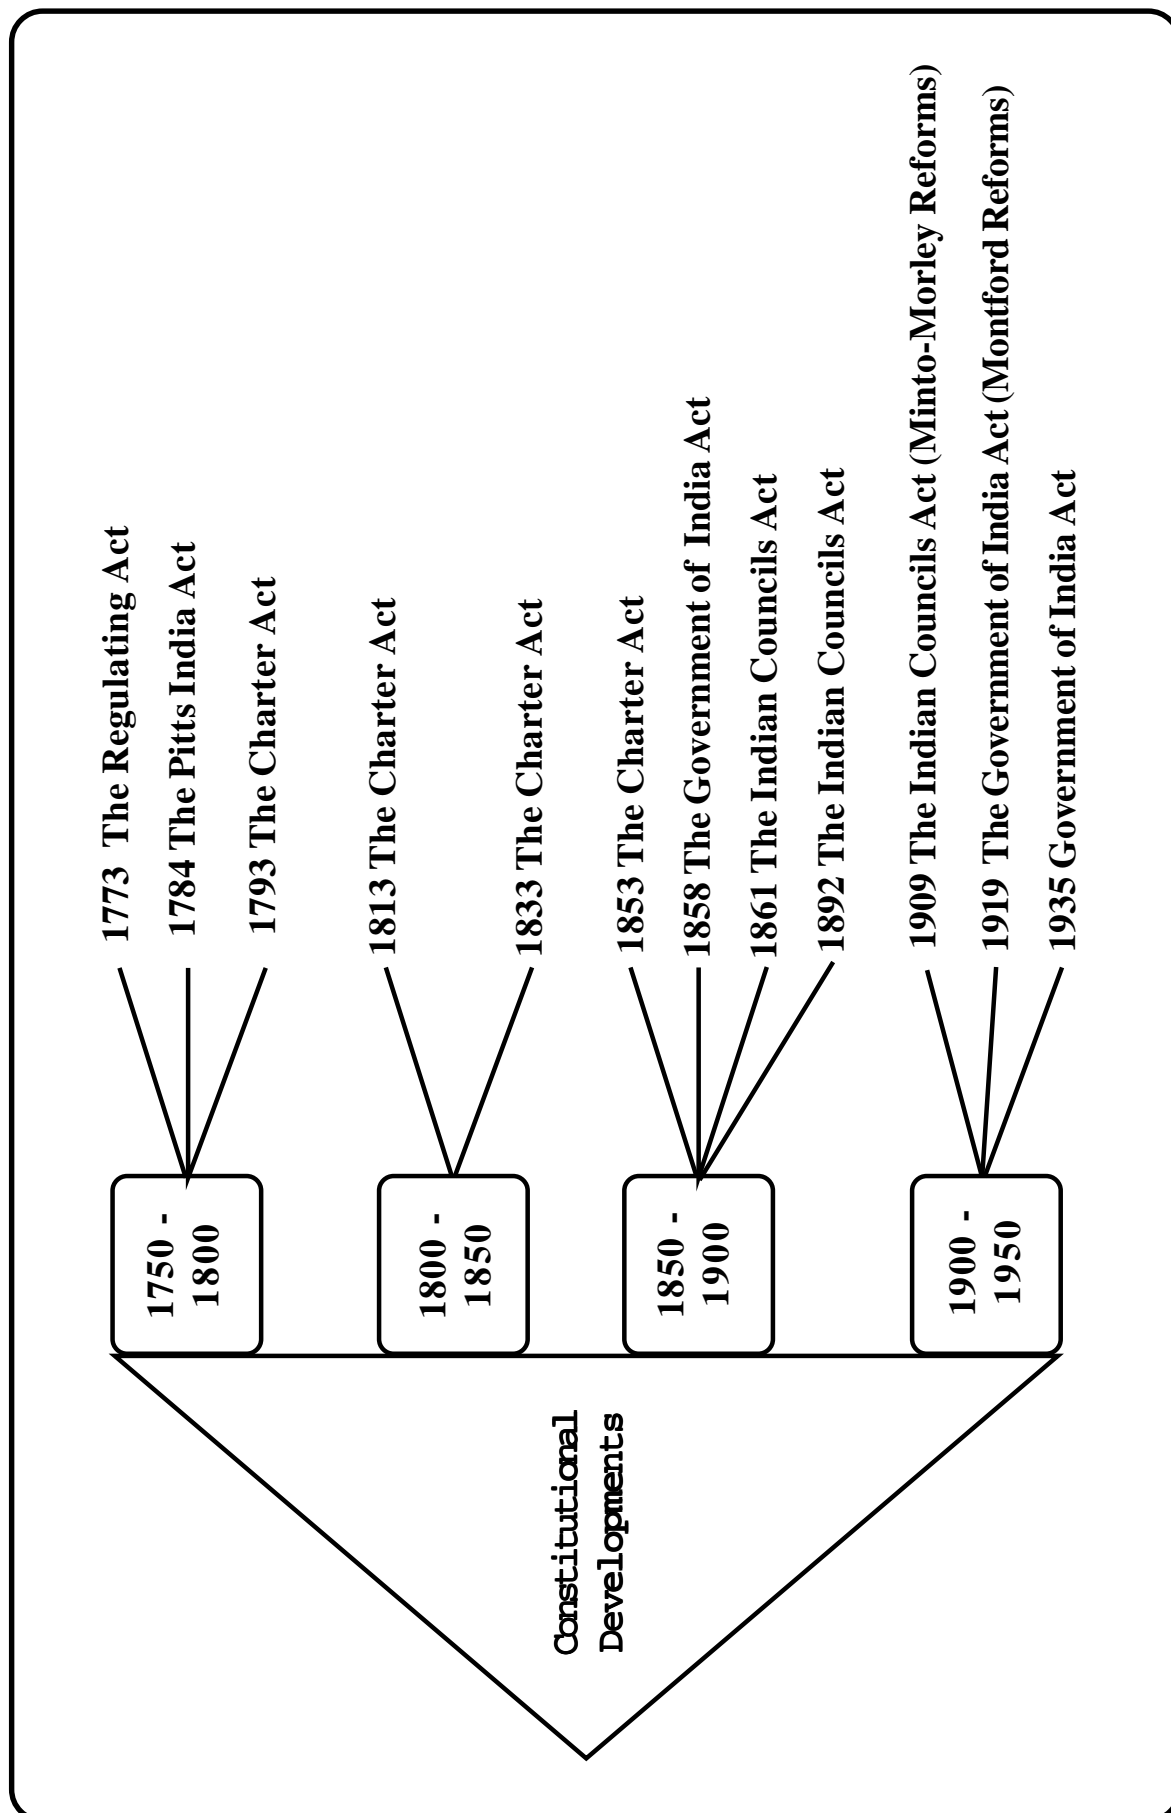 Constitutional
Developments
1750 -
1800
1773 The Regulating Act
1784 The Pitts India Act
1793 The Charter Act
1800 -
1850
1813 The Charter Act
1833 The Charter Act
1850 -
1900
1853 The Charter Act
1858 The Government of India Act
1861 The Indian Councils Act
1892 The Indian Councils Act
1900 -
1950
1909 The Indian Councils Act (Minto-Morley Reforms)
1919 The Government of India Act (Montford Reforms)
1935 Government of India Act